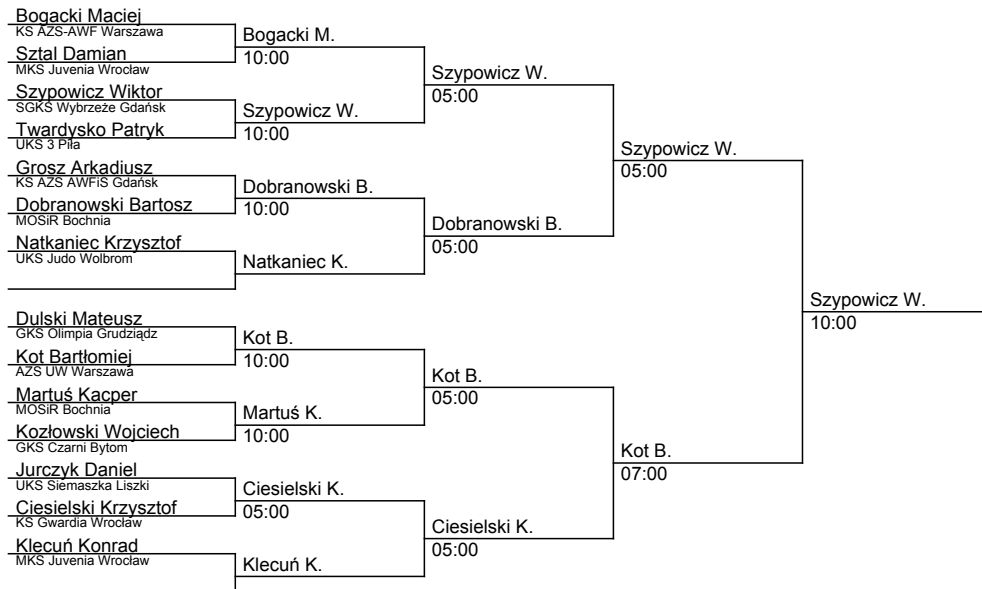 Bogacki Maciej
KS AZS-AWF Warszawa
Sztal Damian
MKS Juvenia Wrocław
Szypowicz Wiktor
SGKS Wybrzeże Gdańsk
Twardysko Patryk
UKS 3 Piła
Grosz Arkadiusz
KS AZS AWFiS Gdańsk
Dobranowski Bartosz
MOSiR Bochnia
Natkaniec Krzysztof
UKS Judo Wolbrom
Dulski Mateusz
GKS Olimpia Grudziądz
Kot Bartłomiej
AZS UW Warszawa
Martuś Kacper
MOSiR Bochnia
Kozłowski Wojciech
GKS Czarni Bytom
Jurczyk Daniel
UKS Siemaszka Liszki
Ciesielski Krzysztof
KS Gwardia Wrocław
Klecuń Konrad
MKS Juvenia Wrocław
Bogacki M.
10:00
Szypowicz W.
10:00
Dobranowski B.
10:00
Natkaniec K.
Kot B.
10:00
Martuś K.
10:00
Ciesielski K.
05:00
Klecuń K.
Szypowicz W.
05:00
Dobranowski B.
05:00
Kot B.
05:00
Ciesielski K.
05:00
Szypowicz W.
05:00
Kot B.
07:00
Szypowicz W.
10:00